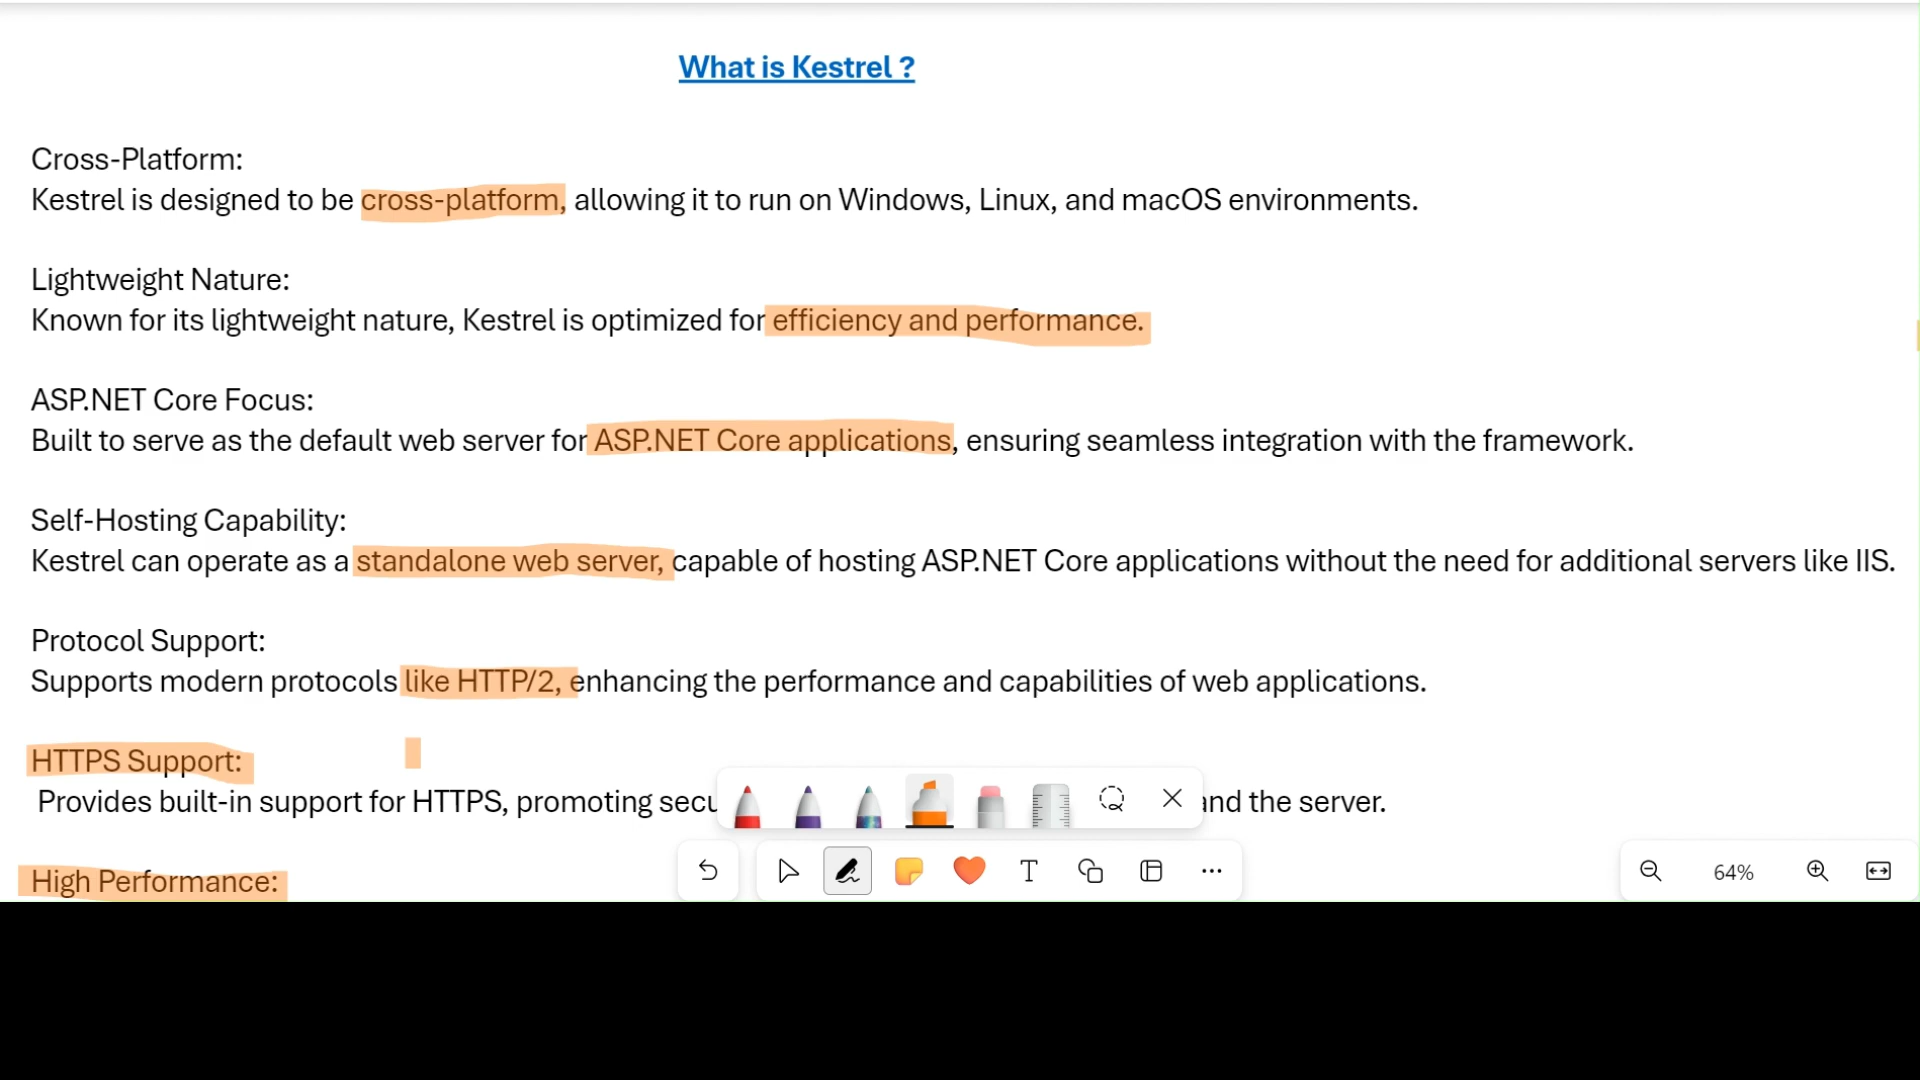 What is Kestrel ?
Cross-Platform:
Kestrel is designed to be cross-platform, allowing it to run on Windows, Linux, and macOS environments.
Lightweight Nature:
Known for its lightweight nature, Kestrel is optimized for efficiency and performance.
ASP.NET Core Focus:
Built to serve as the default web server for ASP.NET Core applications, ensuring seamless integration with the framework.
Self-Hosting Capability:
Kestrel can operate as a standalone web server, capable of hosting ASP.NET Core applications without the need for additional servers like IIS.
Protocol Support:
Supports modern protocols like HTTP/2, enhancing the performance and capabilities of web applications.
HTTPS Support:
Provides built-in support for HTTPS, promoting and the server.
High Performance:
T
64%